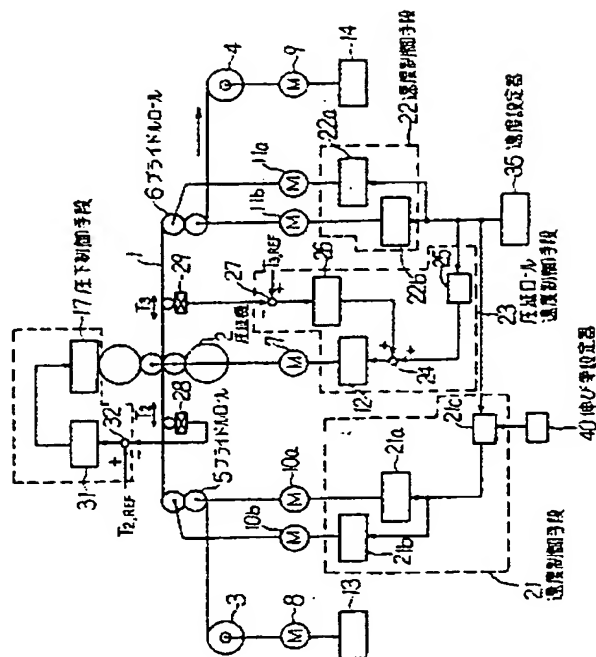 17 圧下制御手段
31
32
T2,REF
+
-
T2
28
2
圧延機
7
M
29
T3
27
T3,REF
26
1
6 ブライドルロール
4
9
M
14
11a
M
11b
M
22a
22b
22 速度制御手段
35 速度設定器
25
24
+
+
12
23 圧延ロール
速度制御手段
5 ブライドルロール
10a
M
10b
M
21a
21b
21c
21
速度制御手段
40 伸び率設定器
3
8
M
13